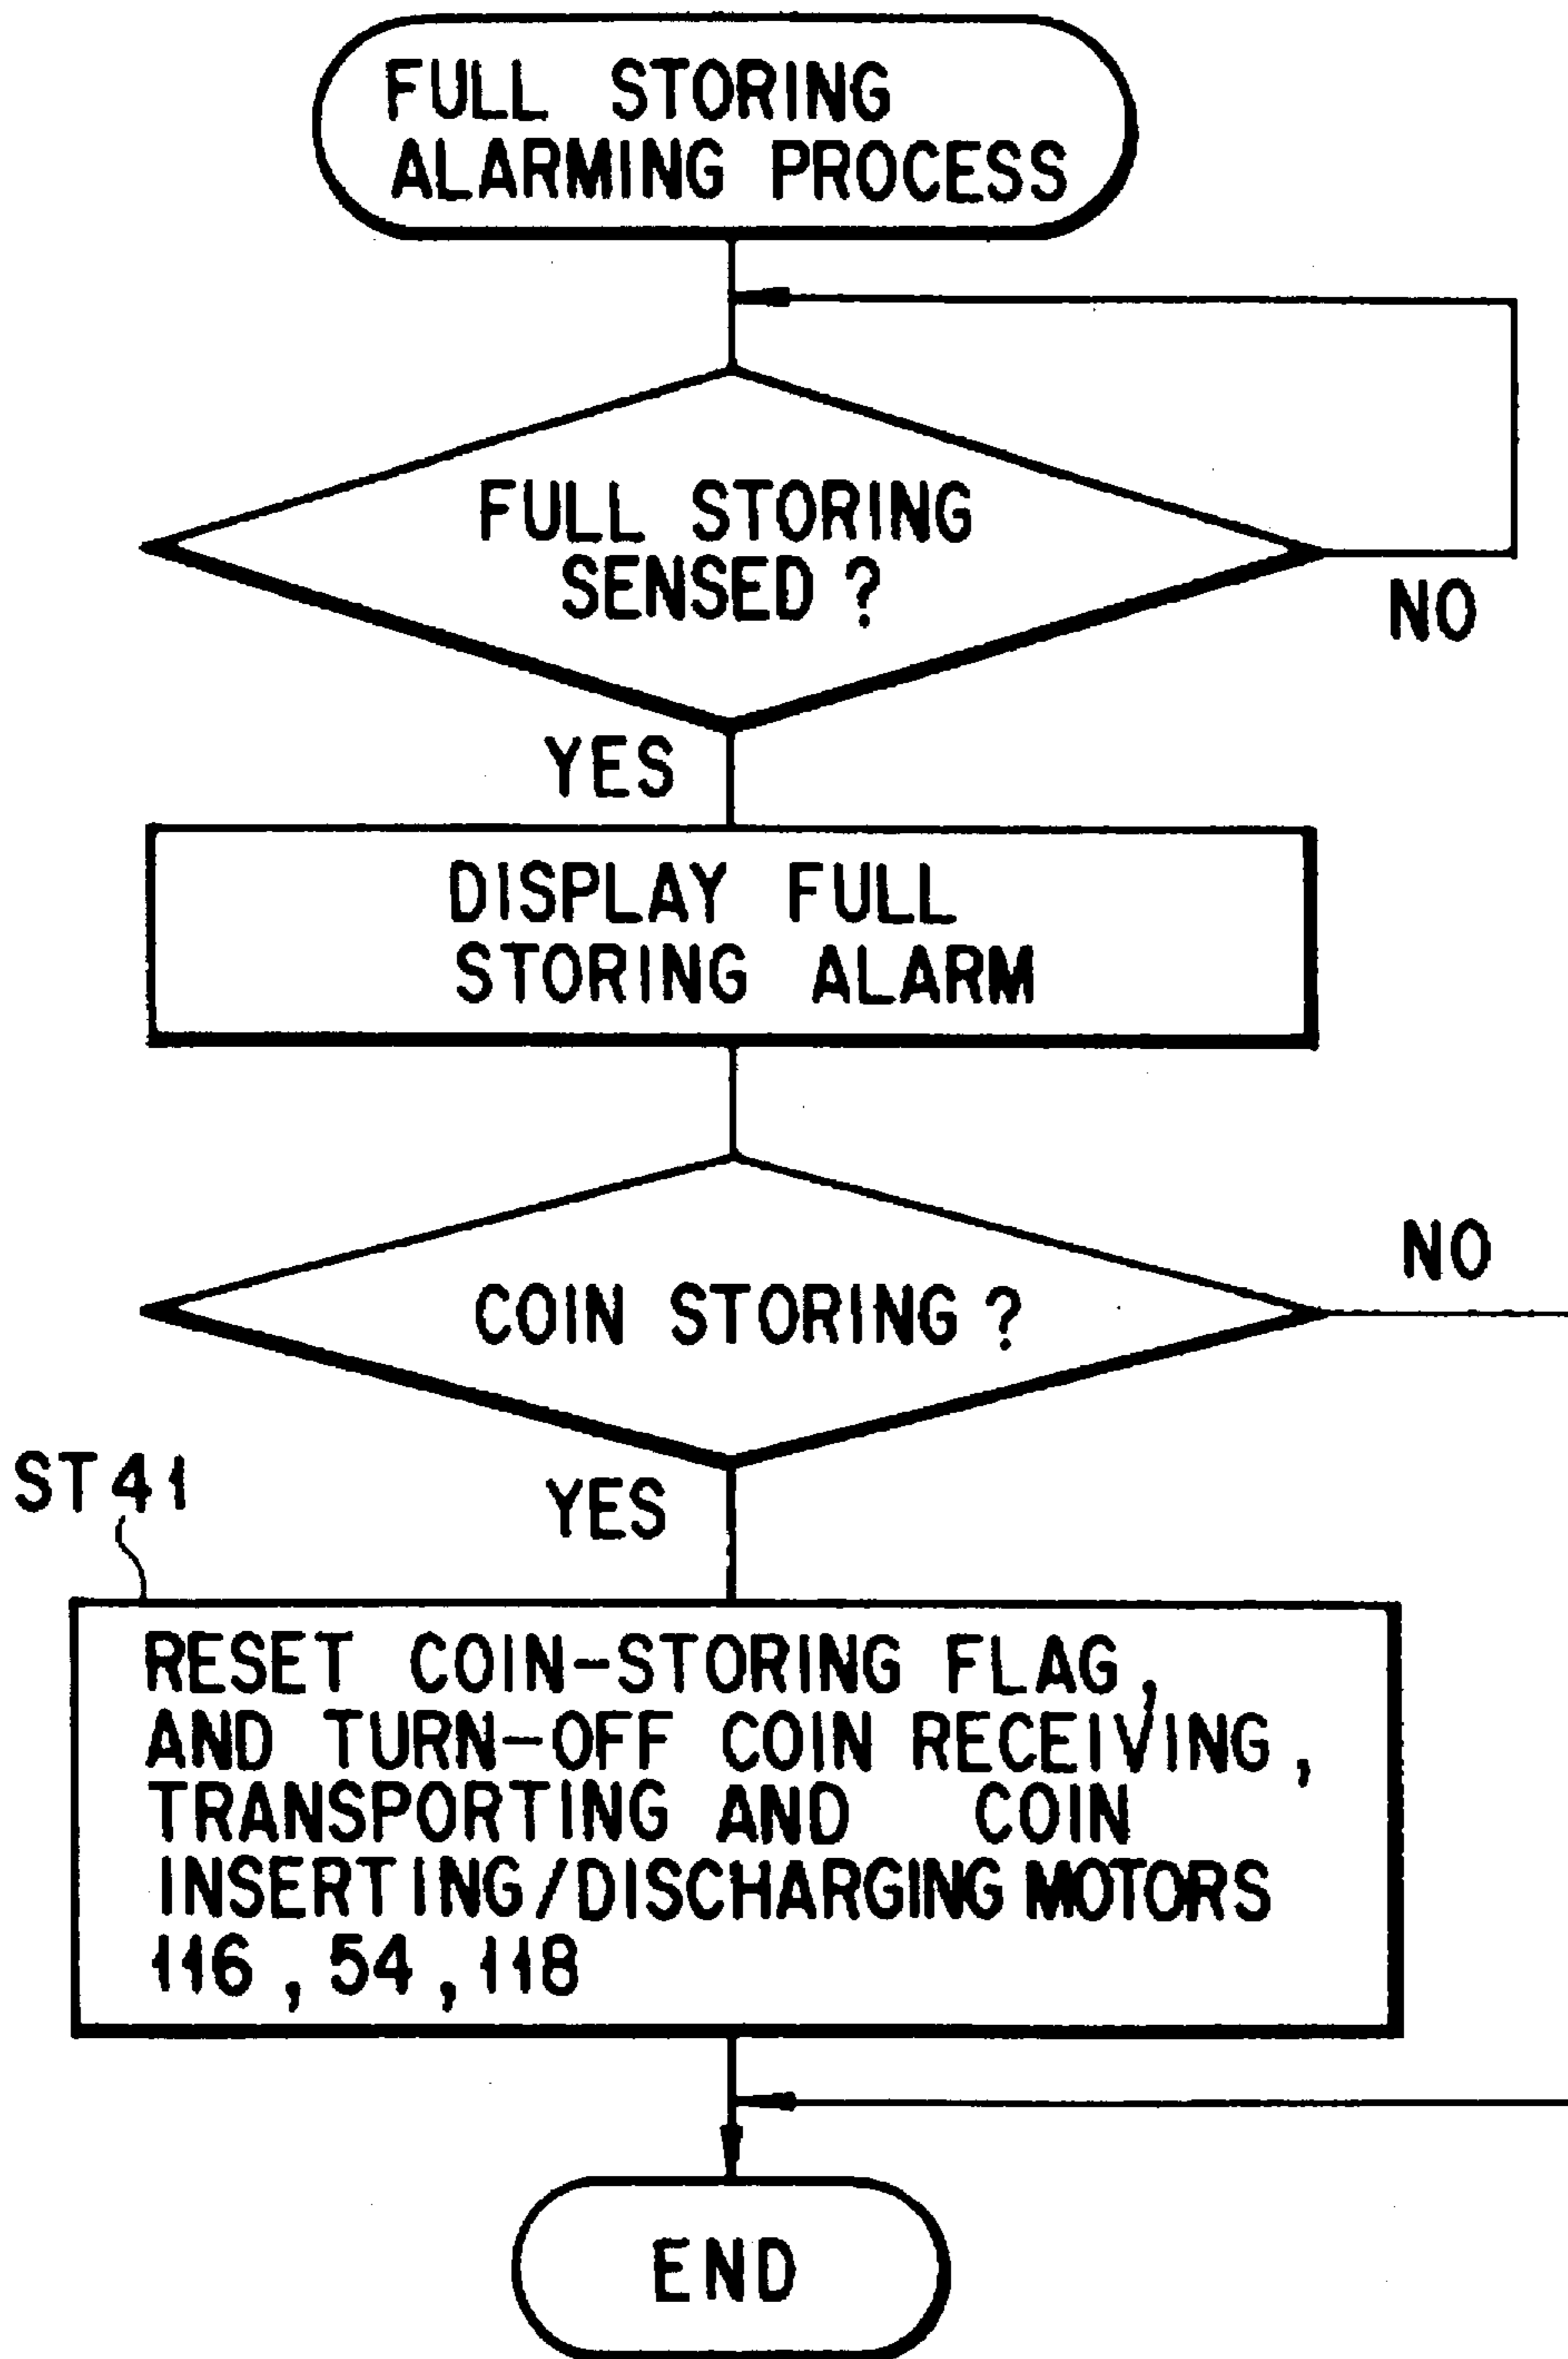 FULL STORING
ALARMING PROCESS
FULL STORING
SENSED ?
NO
YES
DISPLAY FULL
STORING ALARM
NO
COIN STORING ?
ST41
YES
RESET COIN-STORING FLAG,
AND TURN-OFF COIN RECEIVING,
TRANSPORTING AND COIN
INSERTING/DISCHARGING MOTORS
116, 54, 118
END